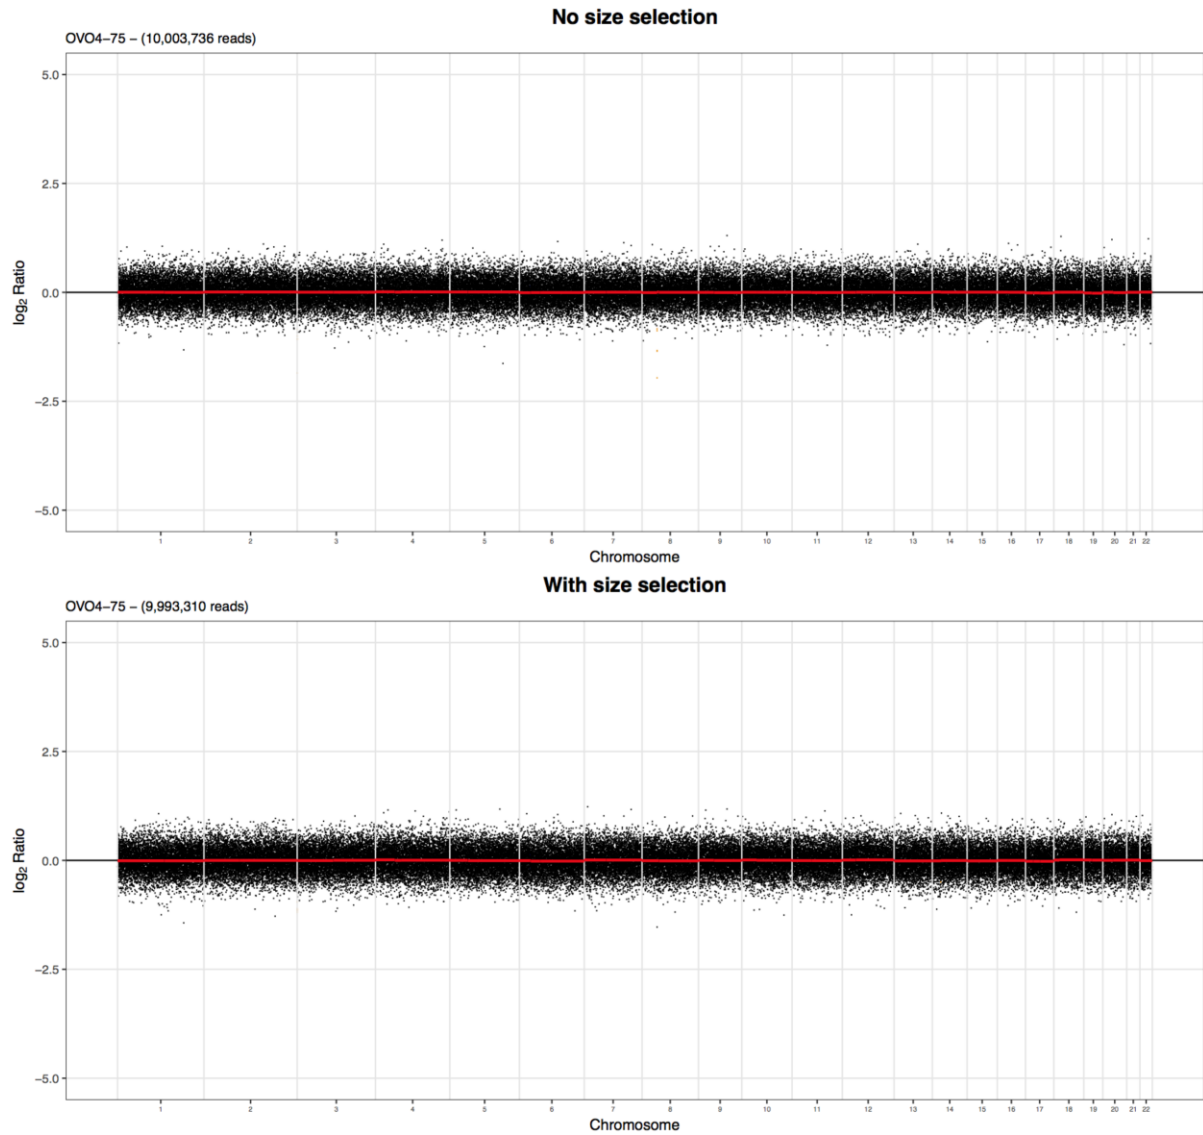 No size selection
OVO4−75 − (10,003,736 reads)
5.0
2.5
0.0
−2.5
−5.0
log2 Ratio
1 2 3 4 5 6 7 8 9 10 11 12 13 14 15 16 17 18 19 20 21 22
Chromosome
With size selection
OVO4−75 − (9,993,310 reads)
5.0
2.5
0.0
−2.5
−5.0
log2 Ratio
1 2 3 4 5 6 7 8 9 10 11 12 13 14 15 16 17 18 19 20 21 22
Chromosome